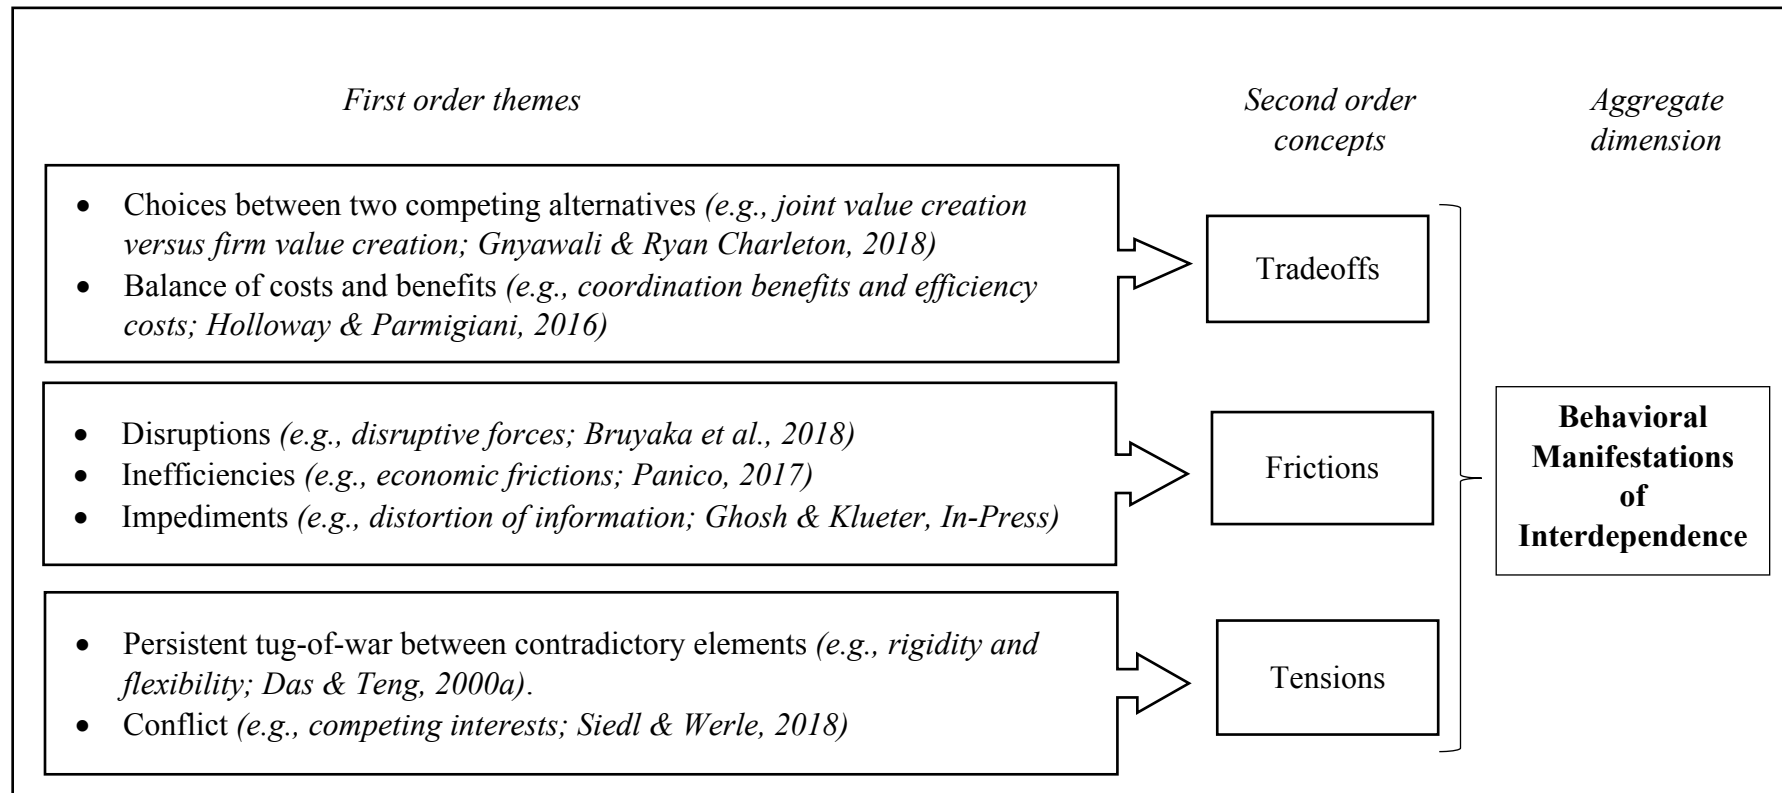 First order themes
Second order
concepts
Aggregate
dimension
• Choices between two competing alternatives (e.g., joint value creation
versus firm value creation; Gnyawali & Ryan Charleton, 2018)
• Balance of costs and benefits (e.g., coordination benefits and efficiency
costs; Holloway & Parmigiani, 2016)
Tradeoffs
• Disruptions (e.g., disruptive forces; Bruyaka et al., 2018)
• Inefficiencies (e.g., economic frictions; Panico, 2017)
• Impediments (e.g., distortion of information; Ghosh & Klueter, In-Press)
Frictions
• Persistent tug-of-war between contradictory elements (e.g., rigidity and
flexibility; Das & Teng, 2000a).
• Conflict (e.g., competing interests; Siedl & Werle, 2018)
Tensions
Behavioral
Manifestations
of
Interdependence